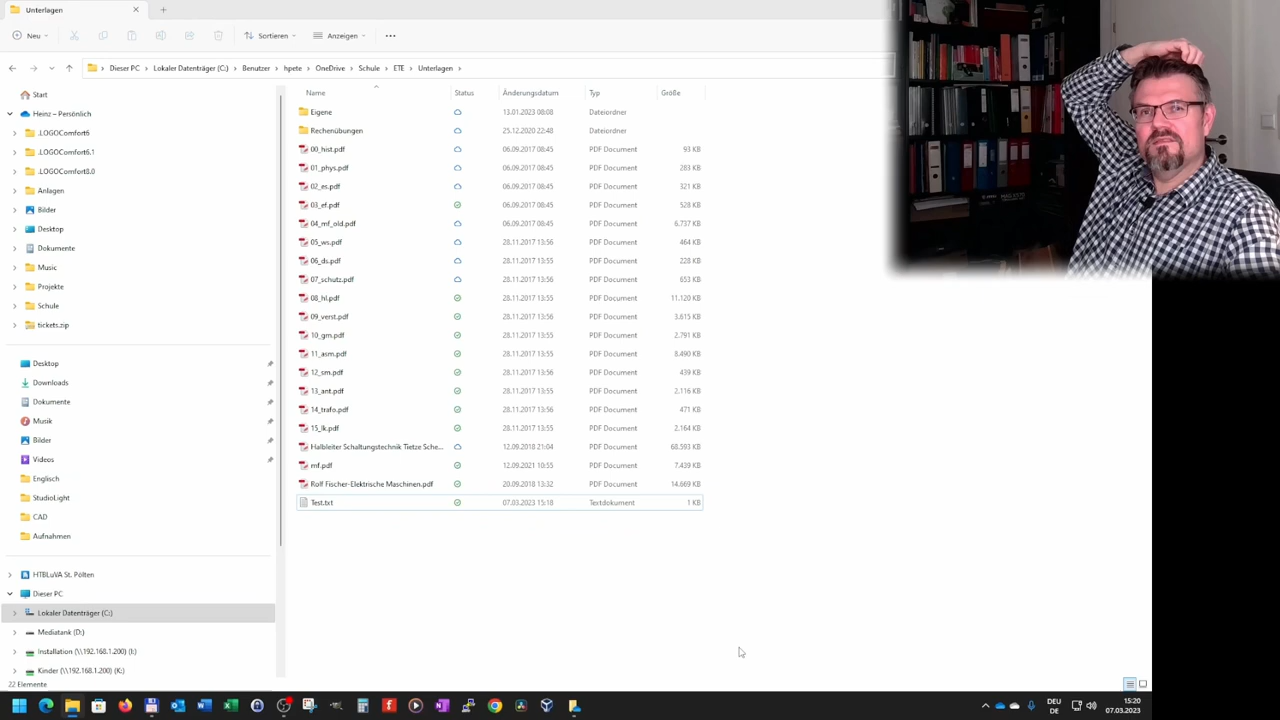 Unterlagen
Neu
Sortieren
Anzeigen
Dieser PC > Lokaler Datenträger (C:) > Benutzer > hpete > OneDrive > Schule > ETE > Unterlagen >
Start
Heinz – Persönlich
.LOGOComfort6
.LOGOComfort6.1
.LOGOComfort8.0
Anlagen
Bilder
Desktop
Dokumente
Music
Projekte
Schule
tickets.zip
Desktop
Downloads
Dokumente
Musik
Bilder
Videos
Englisch
StudioLight
CAD
Aufnahmen
HTBLuVA St. Pölten
Dieser PC
Lokaler Datenträger (C:)
Mediatank (D:)
Installation (\\192.168.1.200) (I:)
Kinder (\\192.168.1.200) (K:)
22 Elemente
Name Status Änderungsdatum Typ Größe
Eigene 13.01.2023 08:08 Dateiordner
Rechenübungen 25.12.2020 22:48 Dateiordner
00_hist.pdf 06.09.2017 08:45 PDF Document 93 KB
01_phys.pdf 06.09.2017 08:45 PDF Document 283 KB
02_es.pdf 06.09.2017 08:45 PDF Document 321 KB
03_ef.pdf 06.09.2017 08:45 PDF Document 528 KB
04_mf_old.pdf 06.09.2017 08:45 PDF Document 6.737 KB
05_ws.pdf 28.11.2017 13:56 PDF Document 464 KB
06_ds.pdf 28.11.2017 13:55 PDF Document 228 KB
07_schutz.pdf 28.11.2017 13:56 PDF Document 653 KB
08_hl.pdf 28.11.2017 13:55 PDF Document 11.120 KB
09_verst.pdf 28.11.2017 13:56 PDF Document 3.615 KB
10_gm.pdf 28.11.2017 13:55 PDF Document 2.791 KB
11_asm.pdf 28.11.2017 13:55 PDF Document 8.490 KB
12_sm.pdf 28.11.2017 13:56 PDF Document 439 KB
13_ant.pdf 28.11.2017 13:55 PDF Document 2.116 KB
14_trafo.pdf 28.11.2017 13:56 PDF Document 471 KB
15_lk.pdf 28.11.2017 13:55 PDF Document 2.164 KB
Halbleiter Schaltungstechnik Tietze Sche... 12.09.2018 21:04 PDF Document 68.593 KB
mf.pdf 12.09.2021 10:55 PDF Document 7.439 KB
Rolf Fischer-Elektrische Maschinen.pdf 20.09.2018 13:32 PDF Document 14.669 KB
Test.txt 07.03.2023 15:18 Textdokument 1 KB
DEU
DE
15:20
07.03.2023